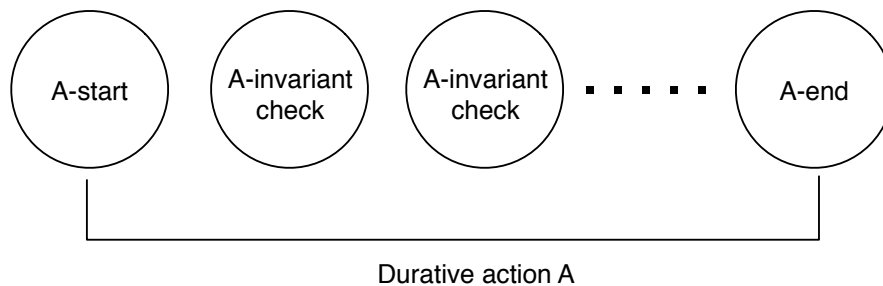 A-start
A-invariant
check
A-invariant
check
A-end
Durative action A